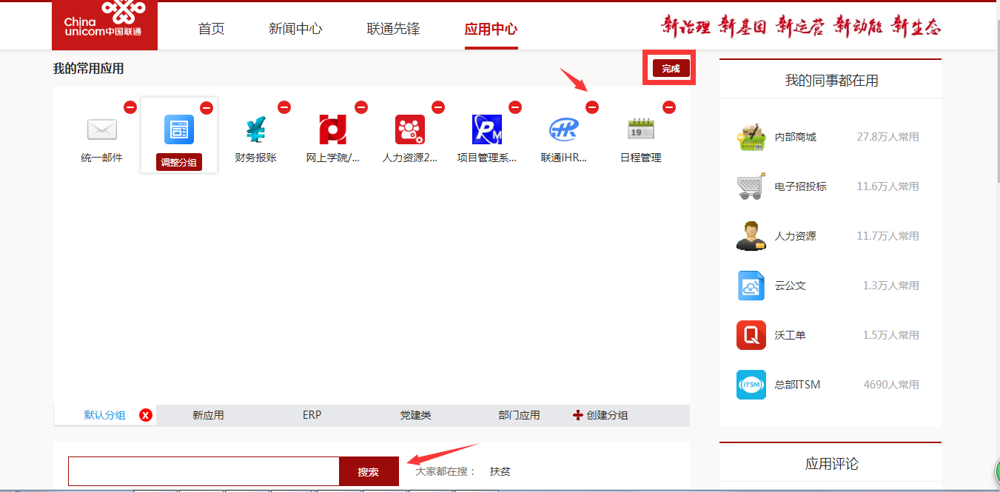 China
unicom中国联通
首页
新闻中心
联通先锋
应用中心
新治理 新基因 新运营 新动能 新生态
我的常用应用
完成
统一邮件
调整分组
财务报账
网上学院/...
人力资源2...
项目管理系...
联通iHR...
19
日程管理
PM
HR
默认分组
X
新应用
ERP
党建类
部门应用
创建分组
搜索
大家都在搜：
扶贫
我的同事都在用
内部商城
27.8万人常用
电子招投标
11.6万人常用
人力资源
11.7万人常用
云公文
1.3万人常用
沃工单
1.5万人常用
ITSM
总部ITSM
4690人常用
应用评论